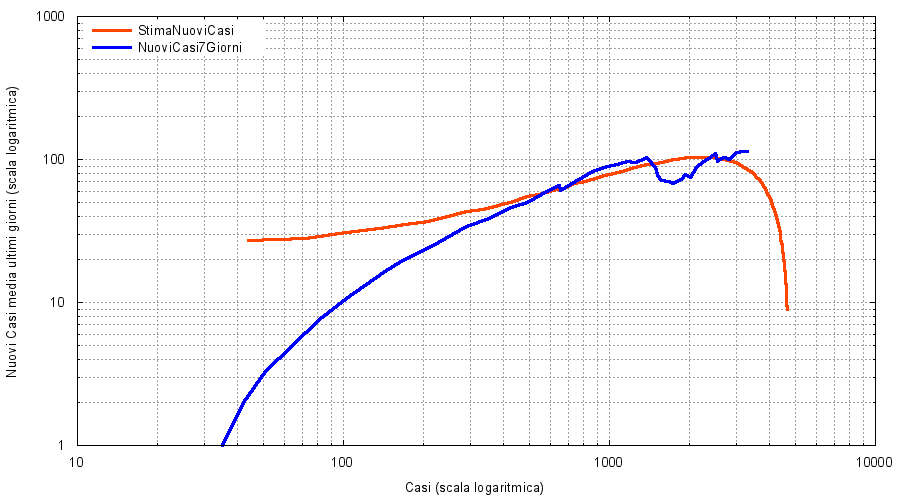 1000
StimaNuoviCasi
NuoviCasi7Giorni
100
10
1
10
100
1000
10000
Nuovi Casi media ultimi giorni (scala logaritmica)
Casi (scala logaritmica)